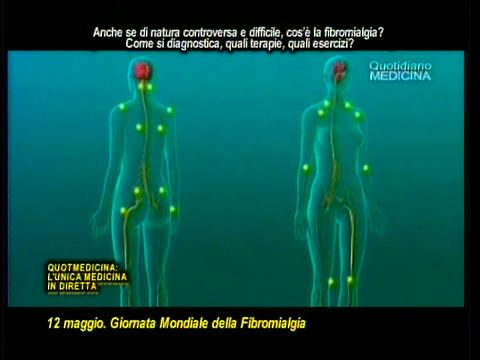 Anche se di natura controversa e difficile, cos'è la fibromialgia?
Come si diagnostica, quali terapie, quali esercizi?
Quotidiano
MEDICINA
QUOTMEDICINA:
L'UNICA MEDICINA
IN DIRETTA
12 maggio. Giornata Mondiale della Fibromialgia